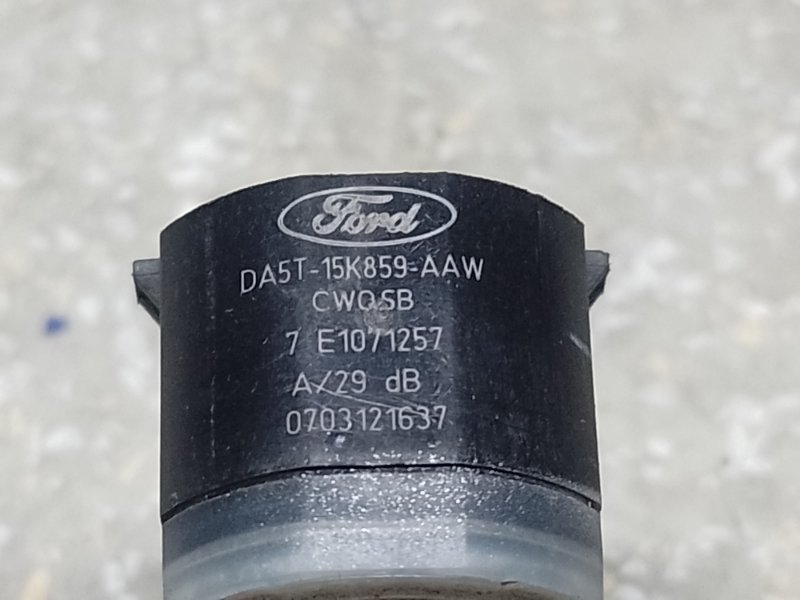 Ford
DA5T-15K859-AAW
CWQSB
7 E1071257
A/29 dB
0703121637